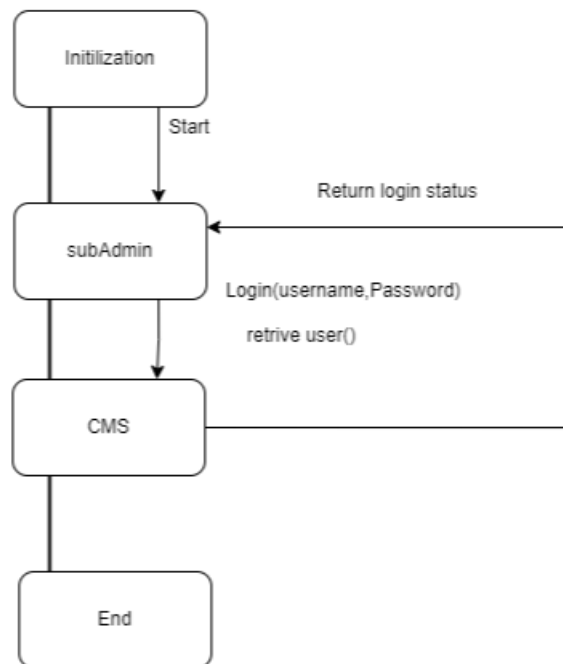 Initilization
Start
Return login status
subAdmin
Login(username,Password)
retrive user()
CMS
End